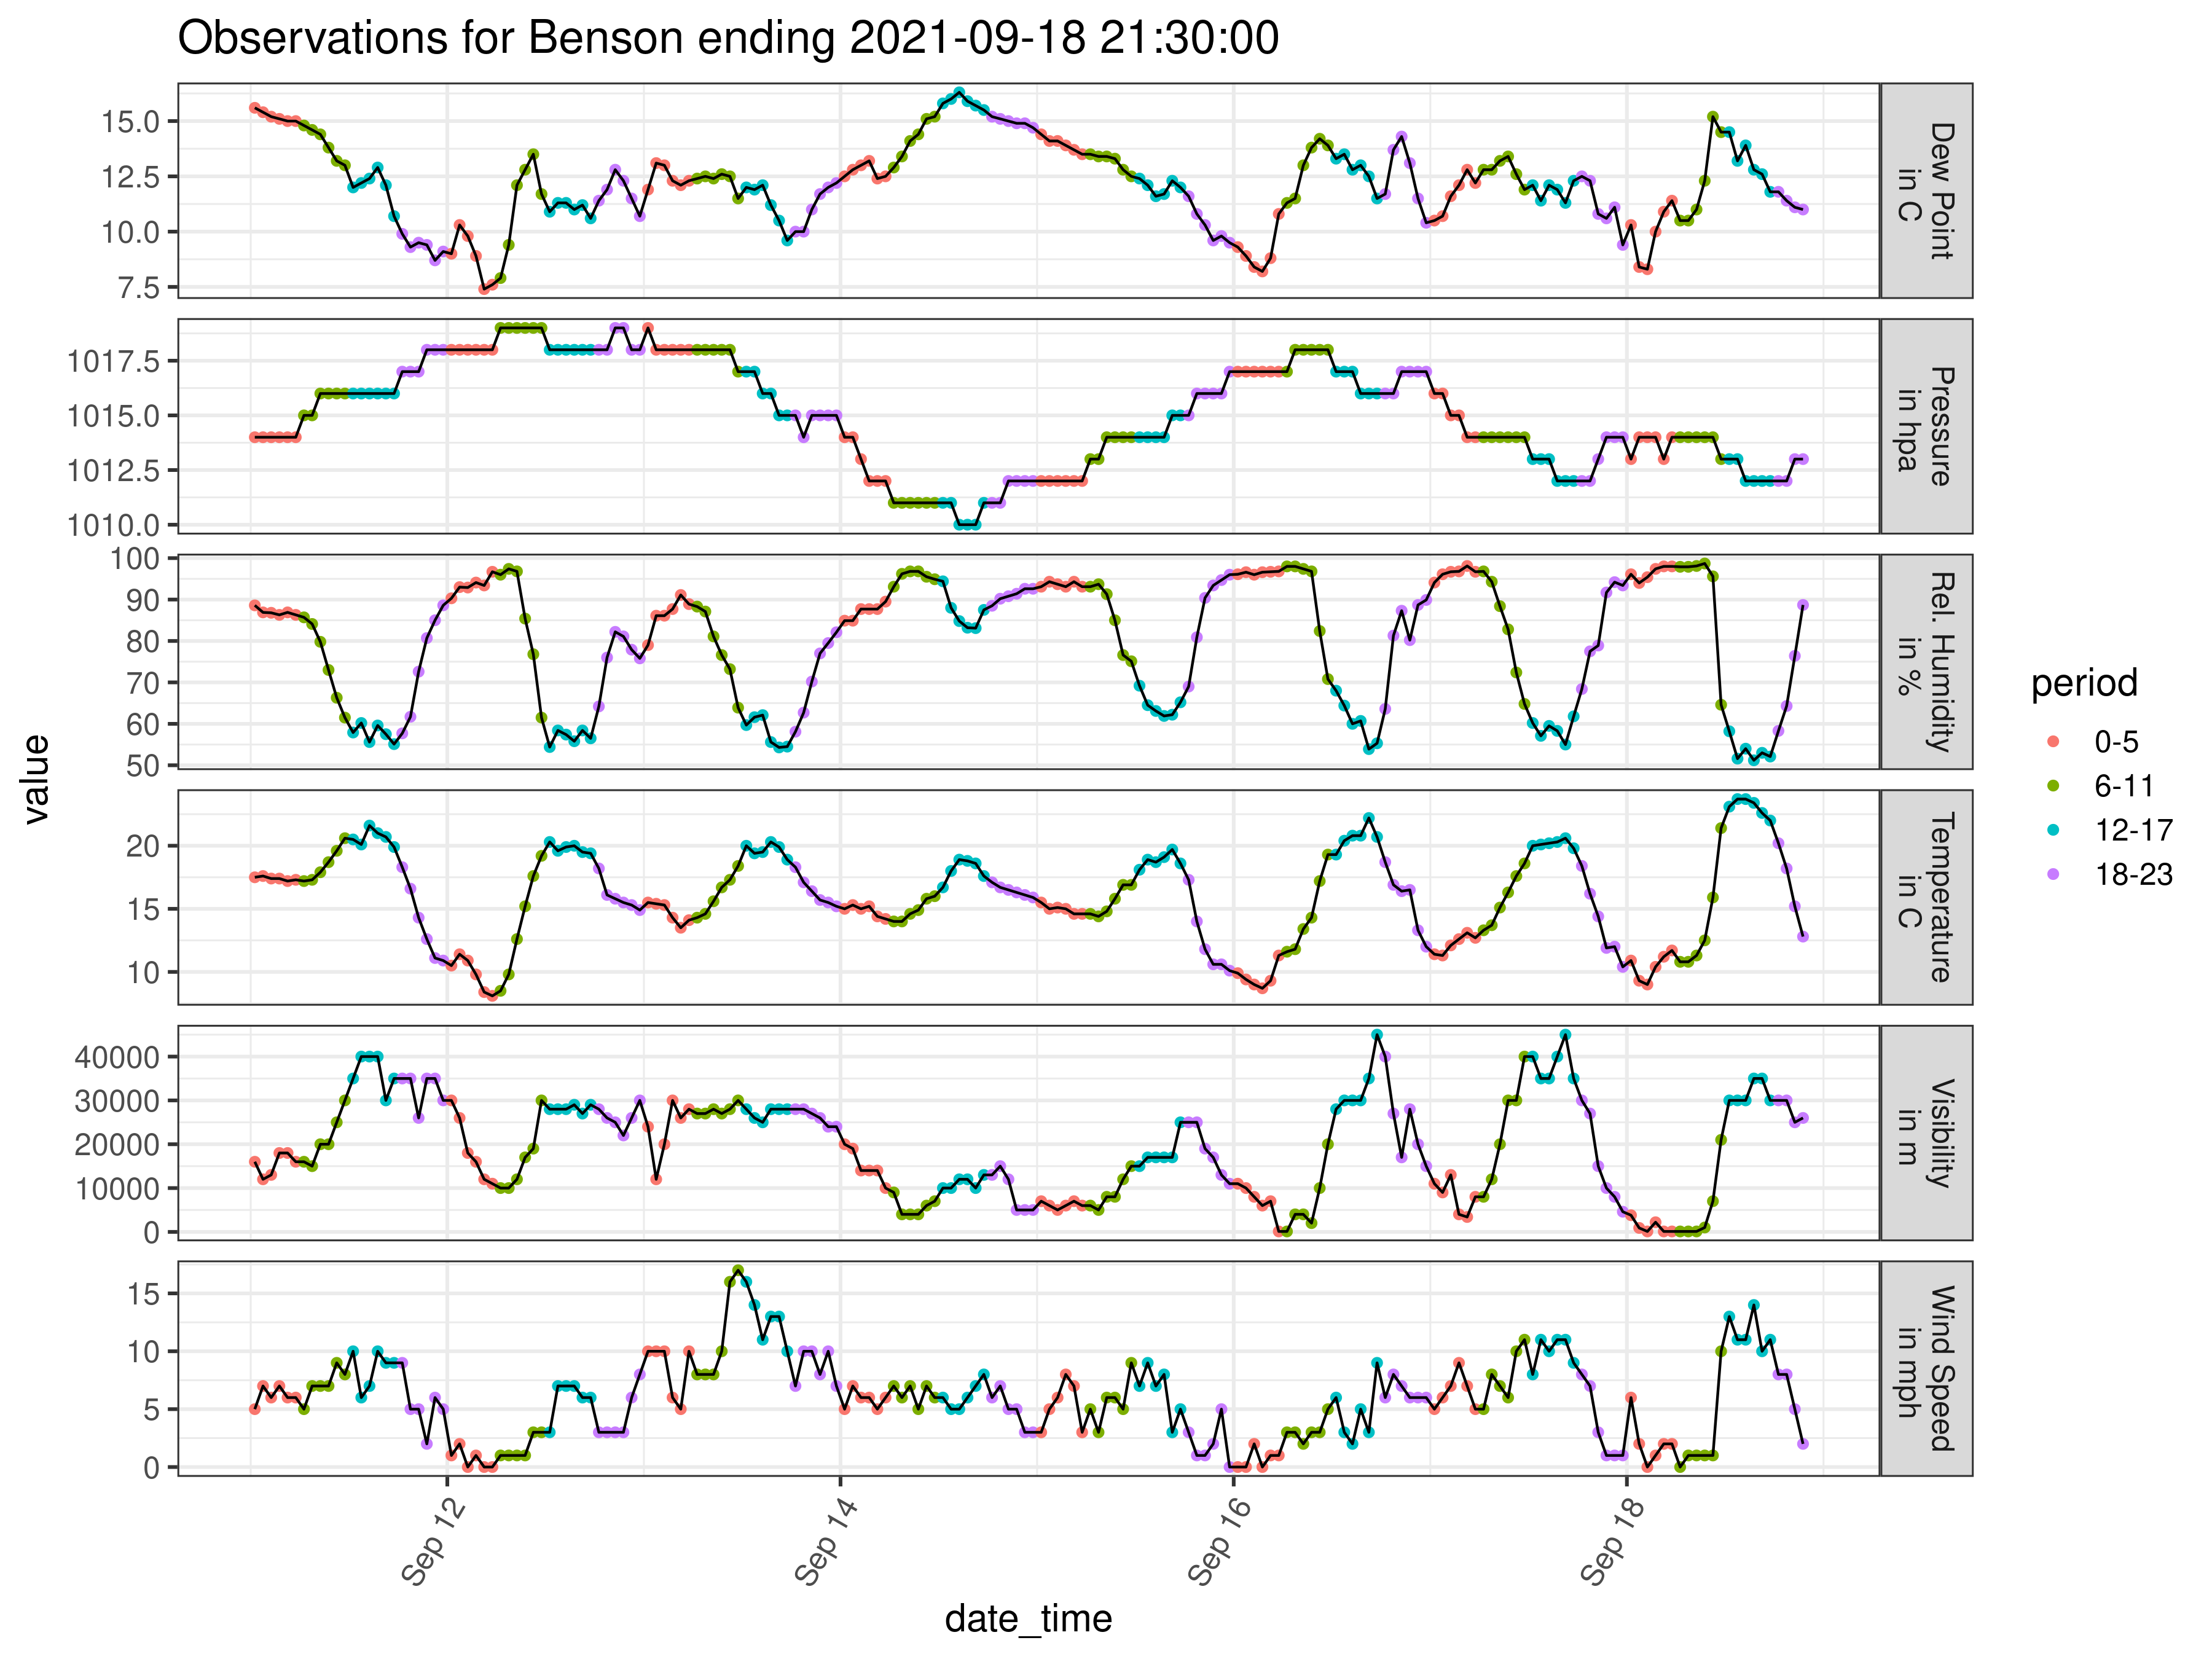 Observations for Benson ending 2021-09-18 21:30:00
15.0
12.5
10.0
7.5
Dew Point
in C
1017.5
1015.0
1012.5
1010.0
Pressure
in hpa
100
90
80
70
60
50
Rel. Humidity
in %
20
15
10
Temperature
in C
40000
30000
20000
10000
0
Visibility
in m
15
10
5
0
Wind Speed
in mph
value
Sep 12
Sep 14
Sep 16
Sep 18
date_time
period
0-5
6-11
12-17
18-23